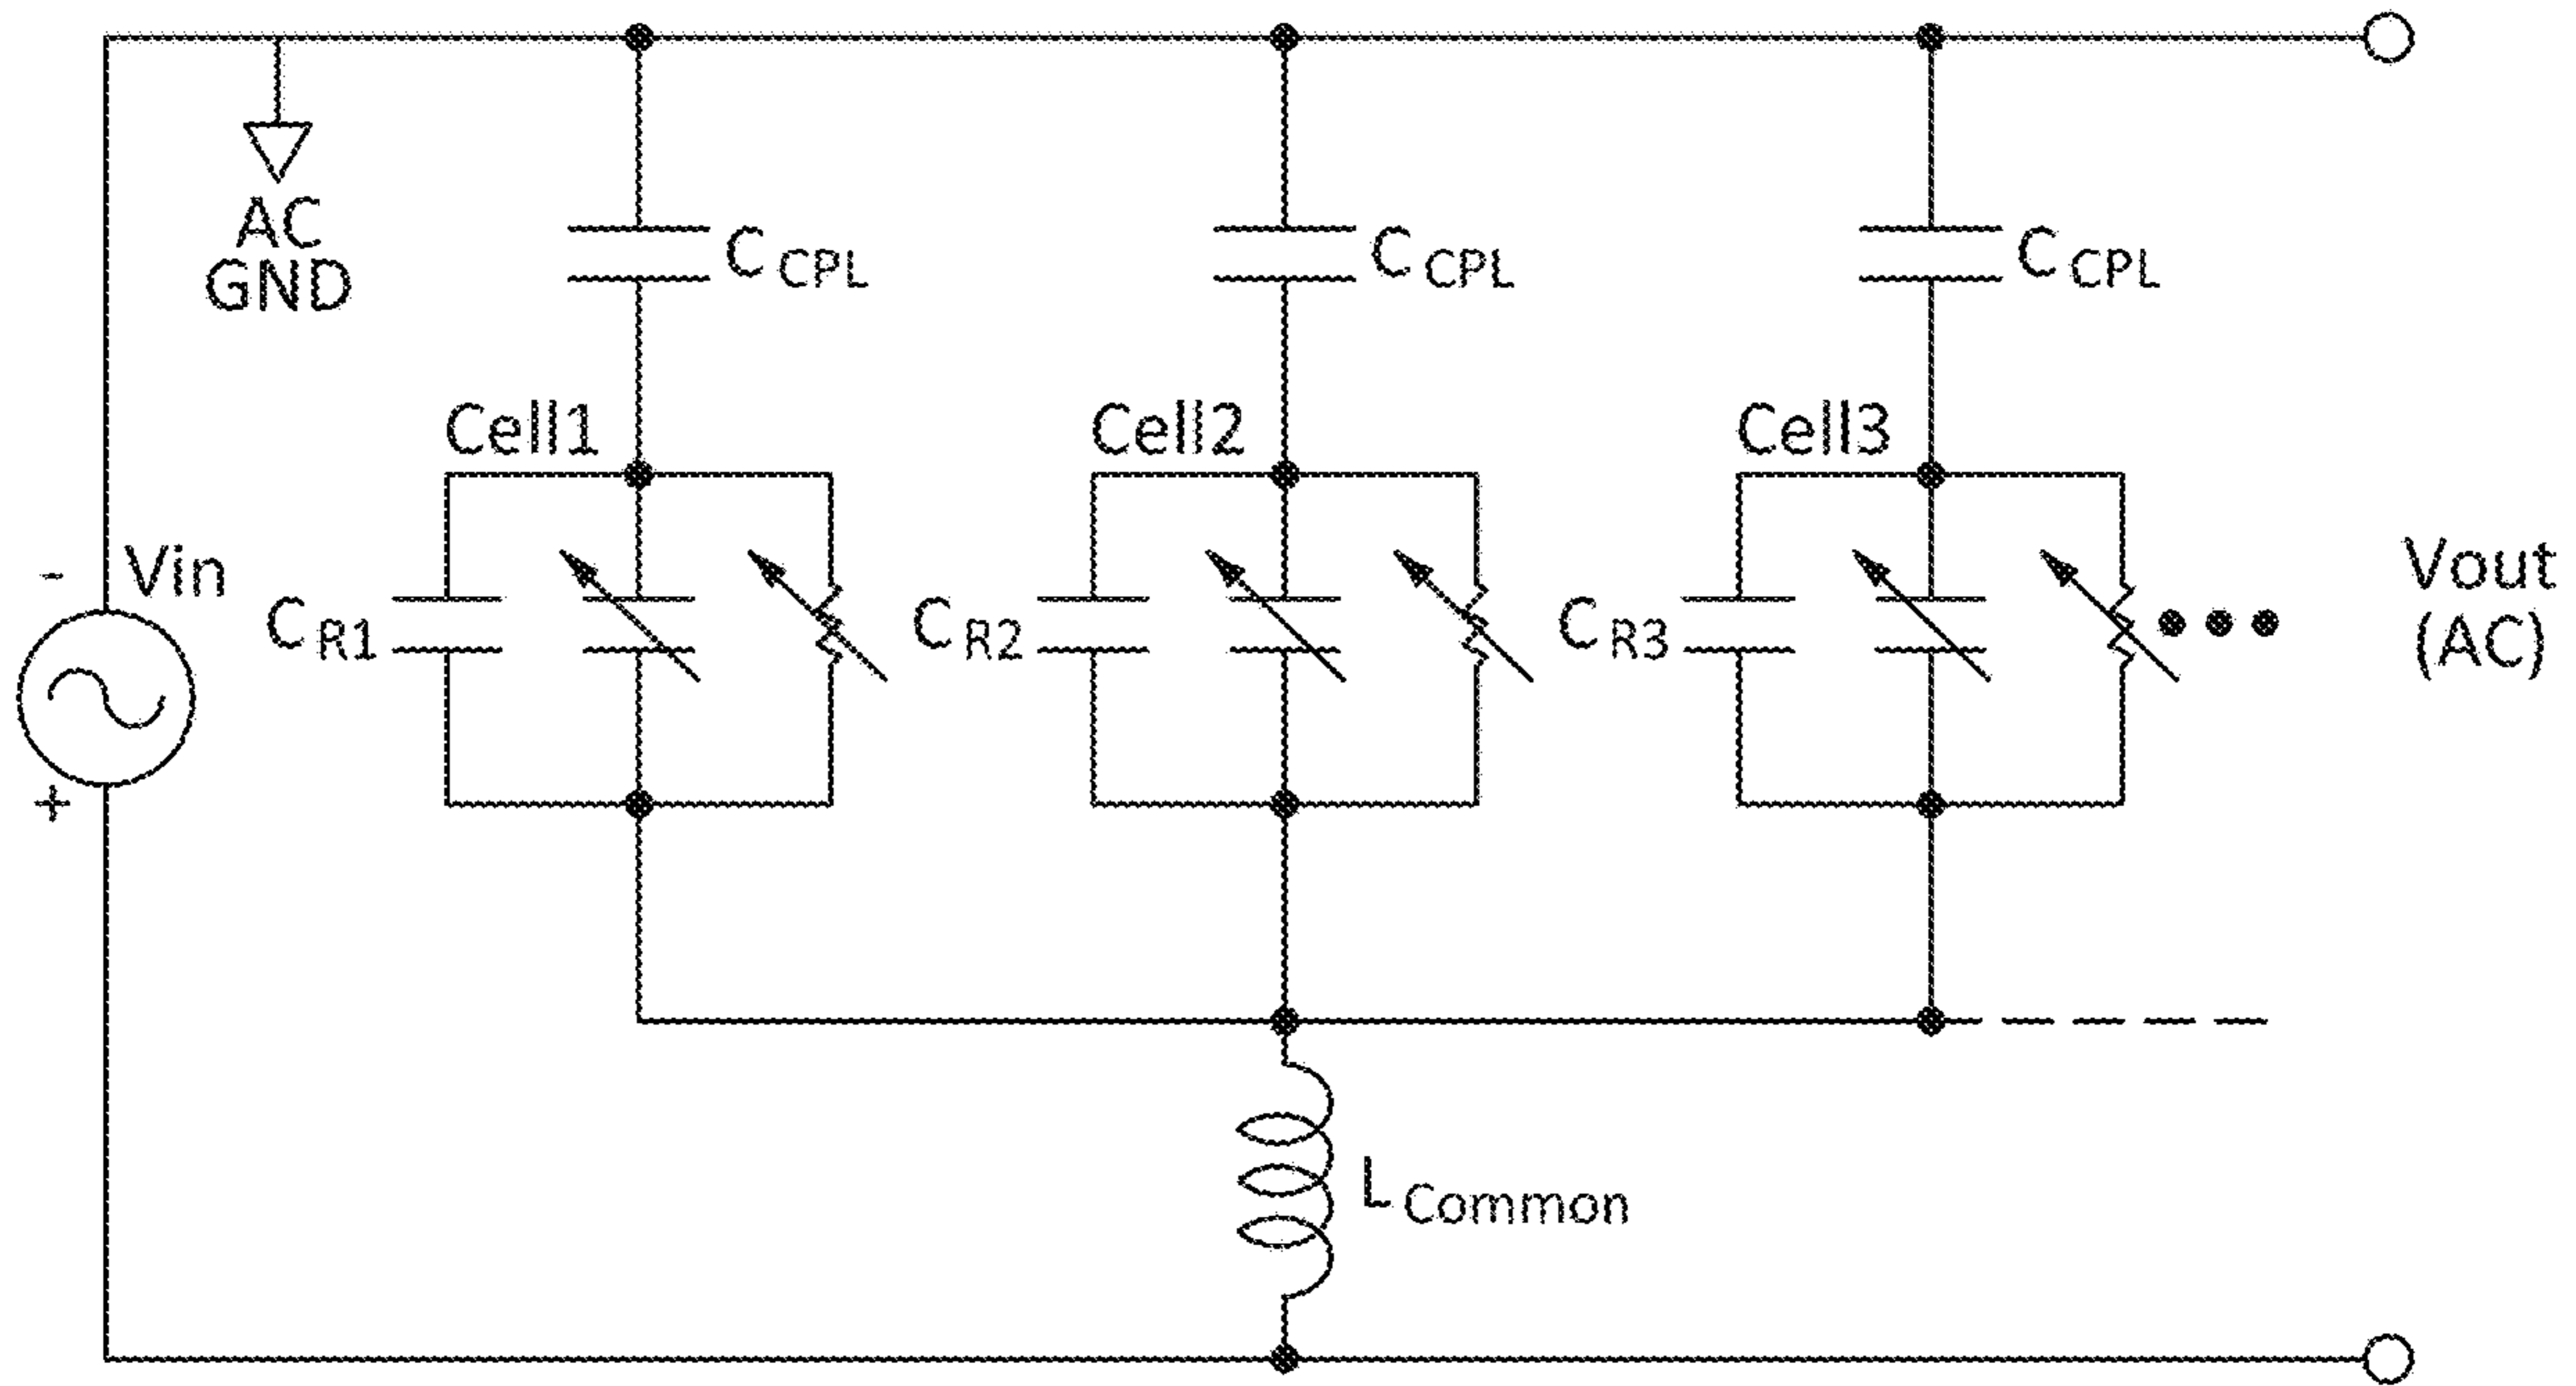 AC
GND
C CPL
C CPL
C CPL
Cell1
Cell2
Cell3
- Vin
+
C R1
C R2
C R3
Vout
(AC)
L Common